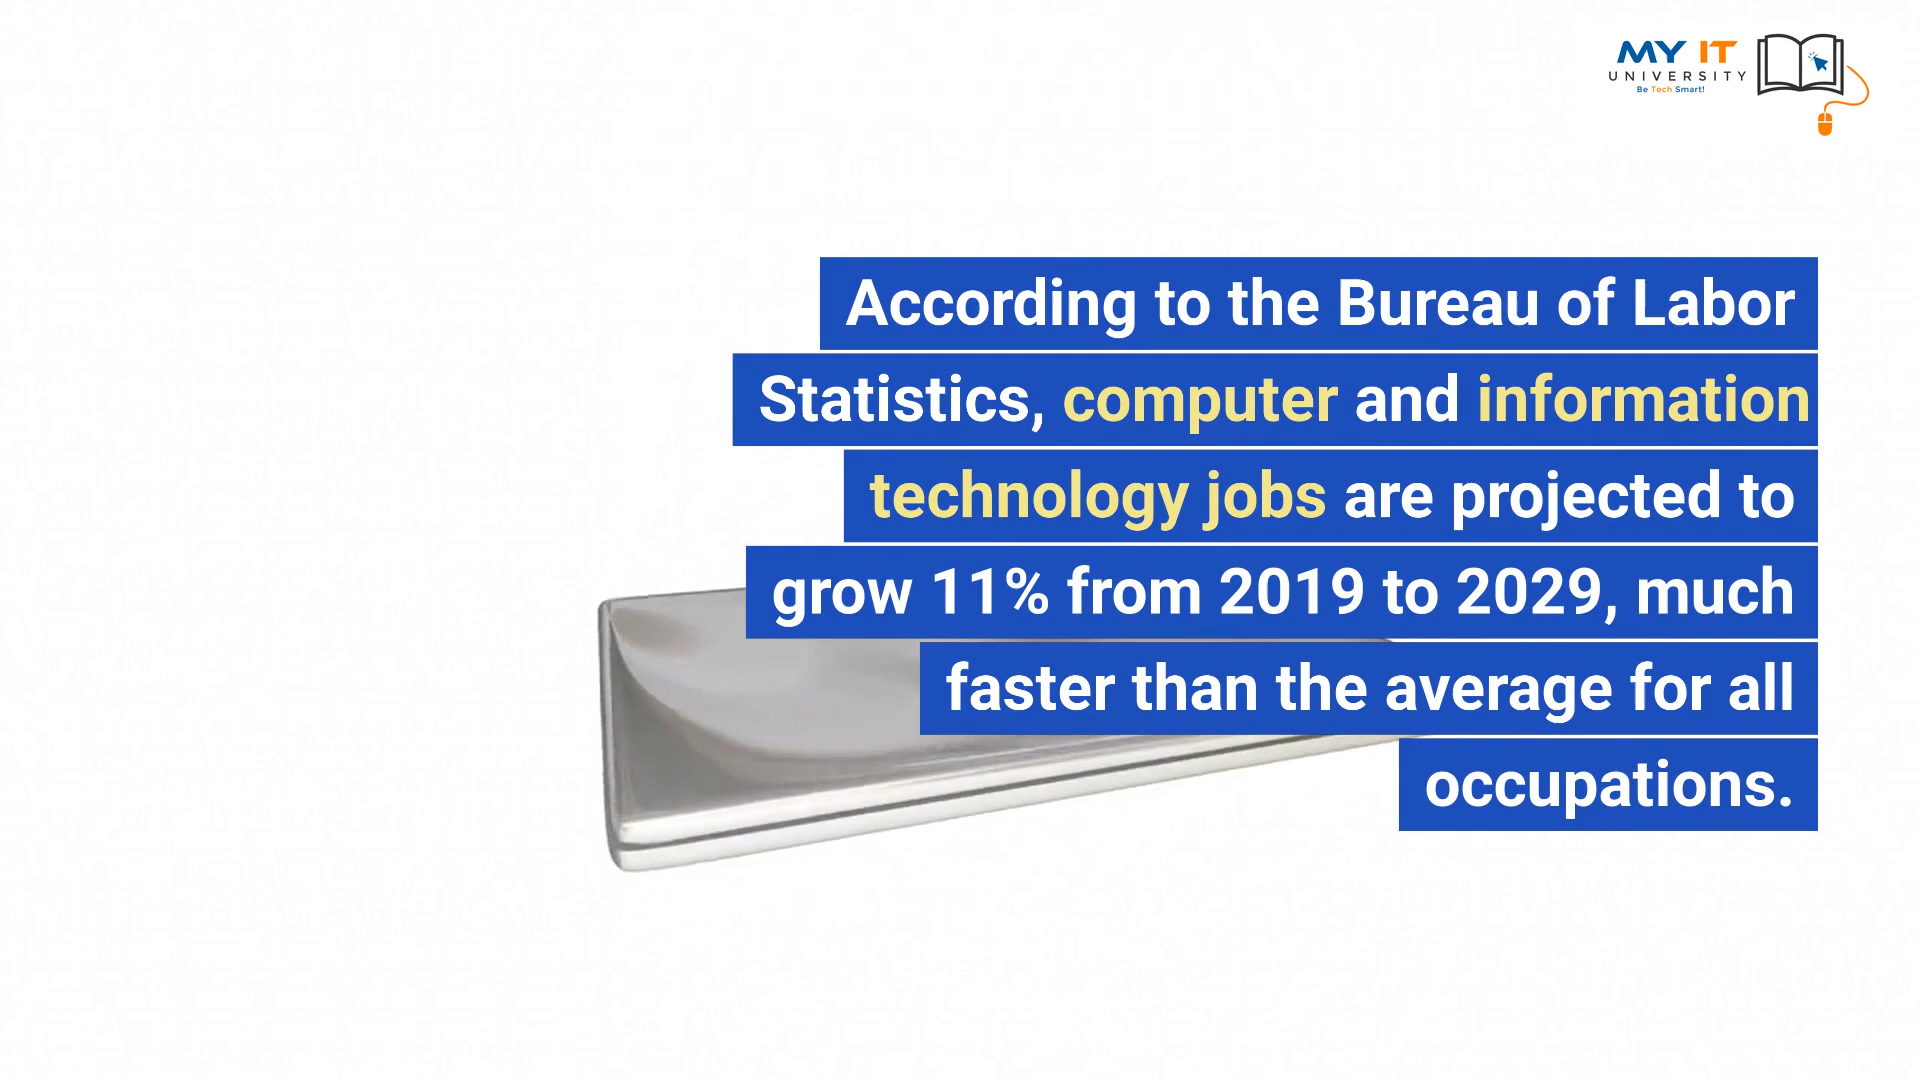 MY IT
UNIVERSITY
Be Tech Smart!
According to the Bureau of Labor
Statistics, computer and information
technology jobs are projected to
grow 11% from 2019 to 2029, much
faster than the average for all
occupations.